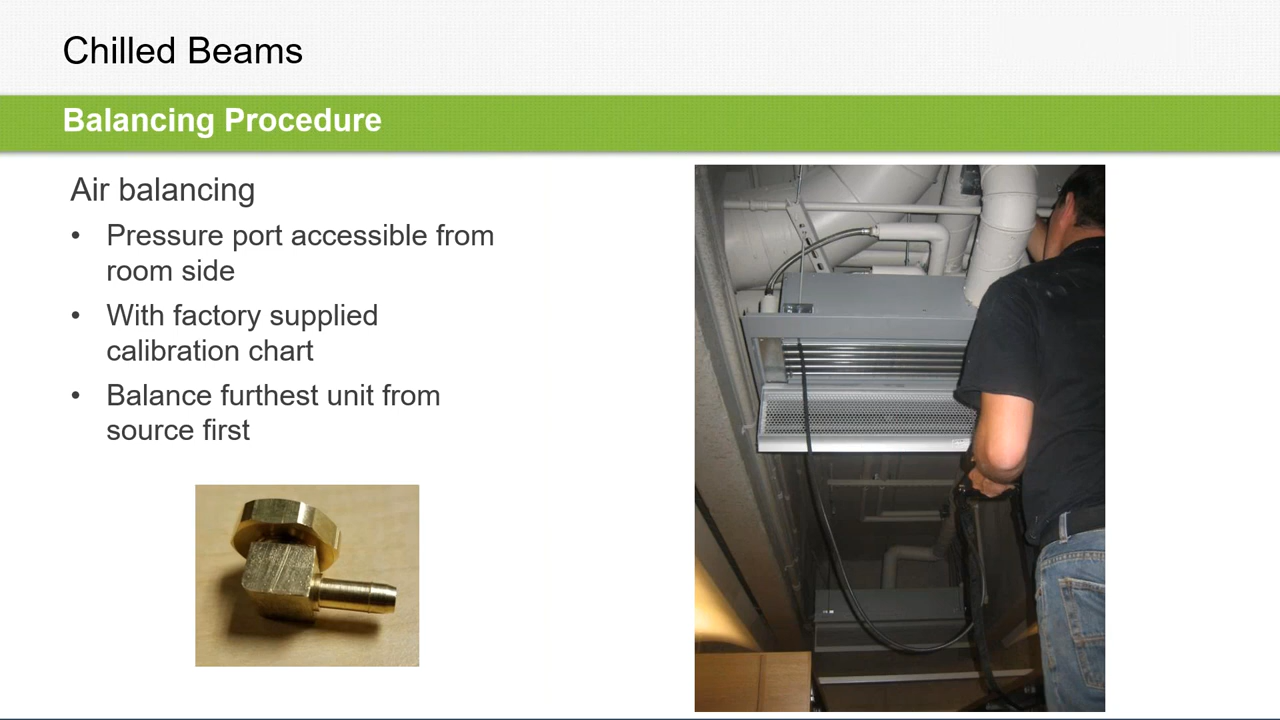 Chilled Beams
Balancing Procedure
Air balancing
• Pressure port accessible from
room side
• With factory supplied
calibration chart
• Balance furthest unit from
source first